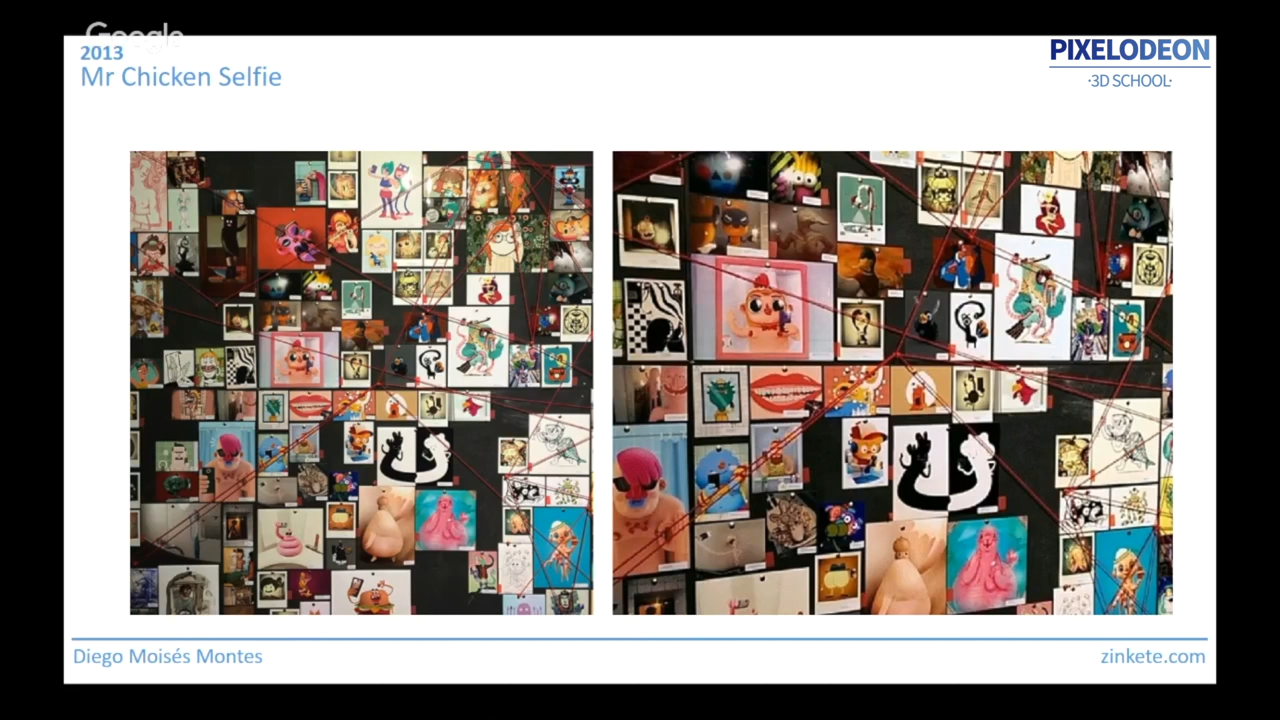 Google
2013
Mr Chicken Selfie
PIXELODEON
·3D SCHOOL·
Diego Moisés Montes
zinkete.com